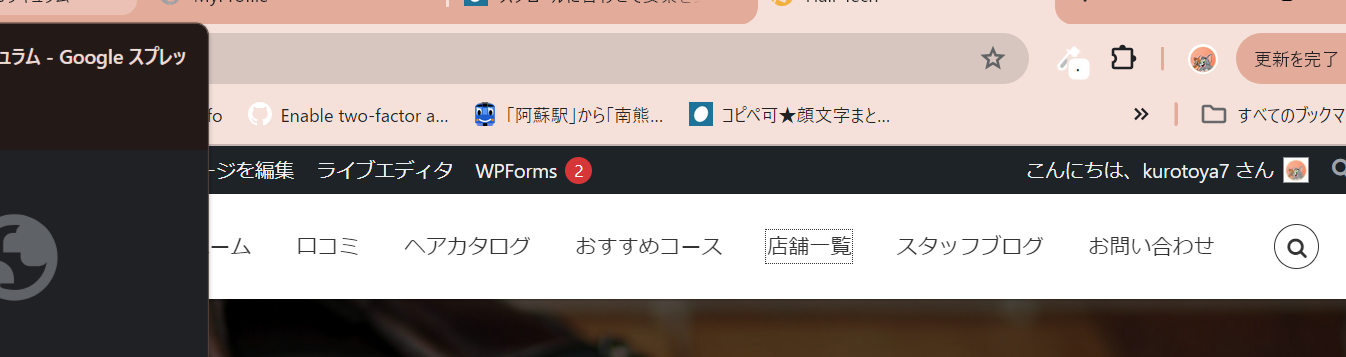 MyProfile
Hair Tech
ュラム - Google スプレッ
更新を完了
fo
Enable two-factor a...
「阿蘇駅」から「南熊...
コピペ可★顔文字まと...
»
すべてのブックマ
ージを編集
ライブエディタ
WPForms 2
こんにちは、kurotoya7 さん
ーム
口コミ
ヘアカタログ
おすすめコース
店舗一覧
スタッフブログ
お問い合わせ